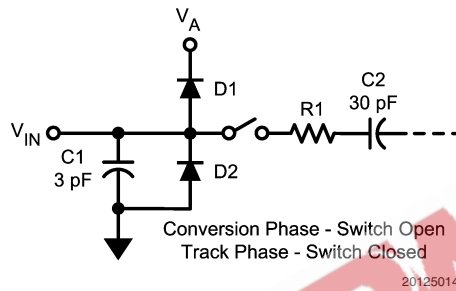 VA
D1
R1
C2
30 pF
VIN
C1
3 pF
D2
Conversion Phase - Switch Open
Track Phase - Switch Closed
20125014